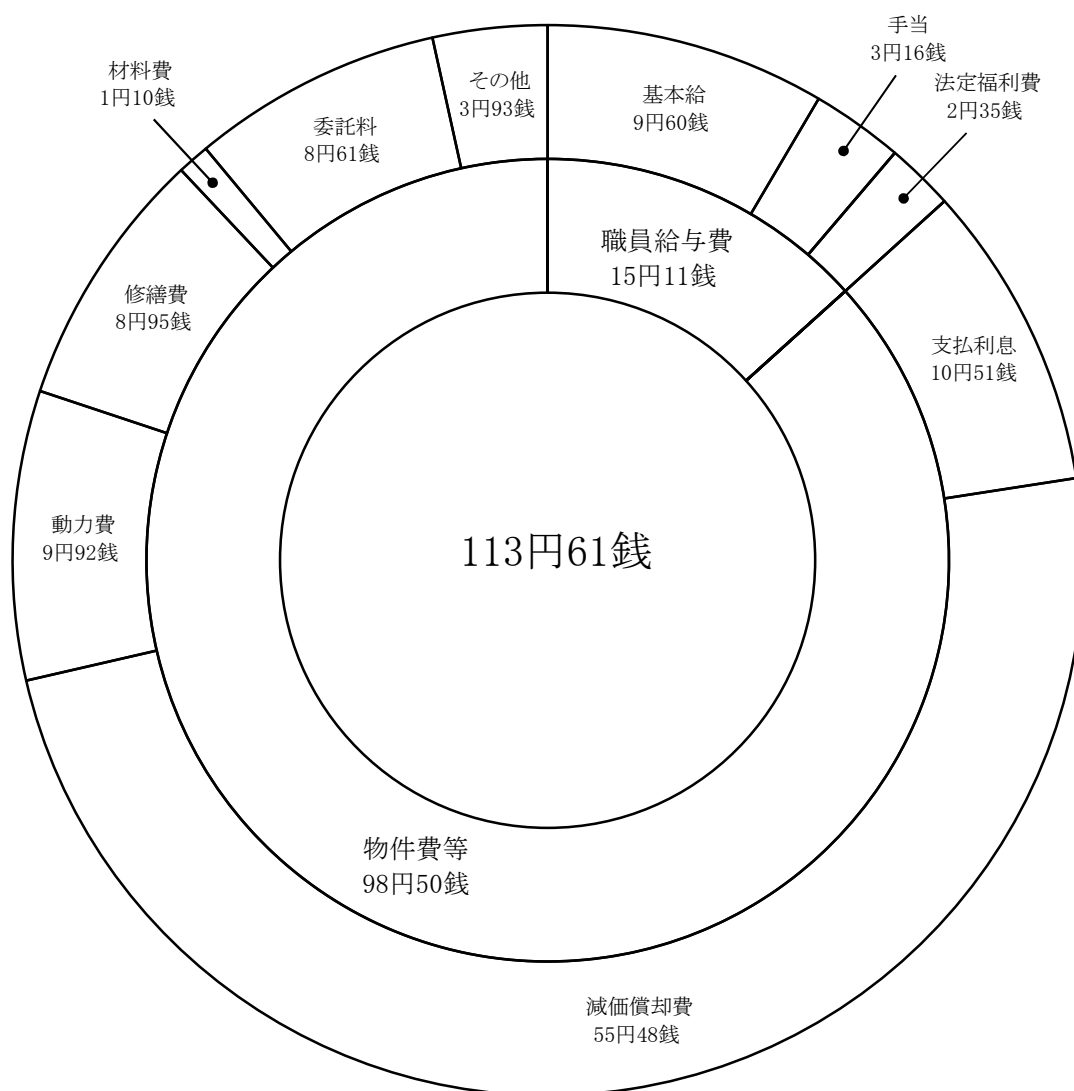 手当
3円16銭
法定福利費
2円35銭
材料費
1円10銭
その他
3円93銭
基本給
9円60銭
委託料
8円61銭
職員給与費
15円11銭
修繕費
8円95銭
支払利息
10円51銭
動力費
9円92銭
113円61銭
物件費等
98円50銭
減価償却費
55円48銭